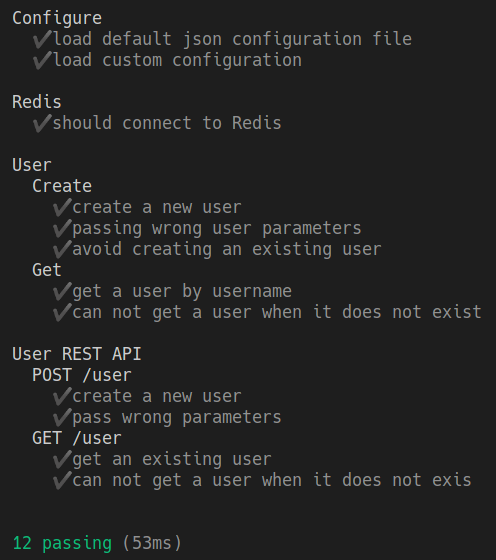 Configure
✔load default json configuration file
✔load custom configuration
Redis
✔should connect to Redis
User
Create
✔create a new user
✔passing wrong user parameters
✔avoid creating an existing user
Get
✔get a user by username
✔can not get a user when it does not exist
User REST API
POST /user
✔create a new user
✔pass wrong parameters
GET /user
✔get an existing user
✔can not get a user when it does not exis
12 passing (53ms)